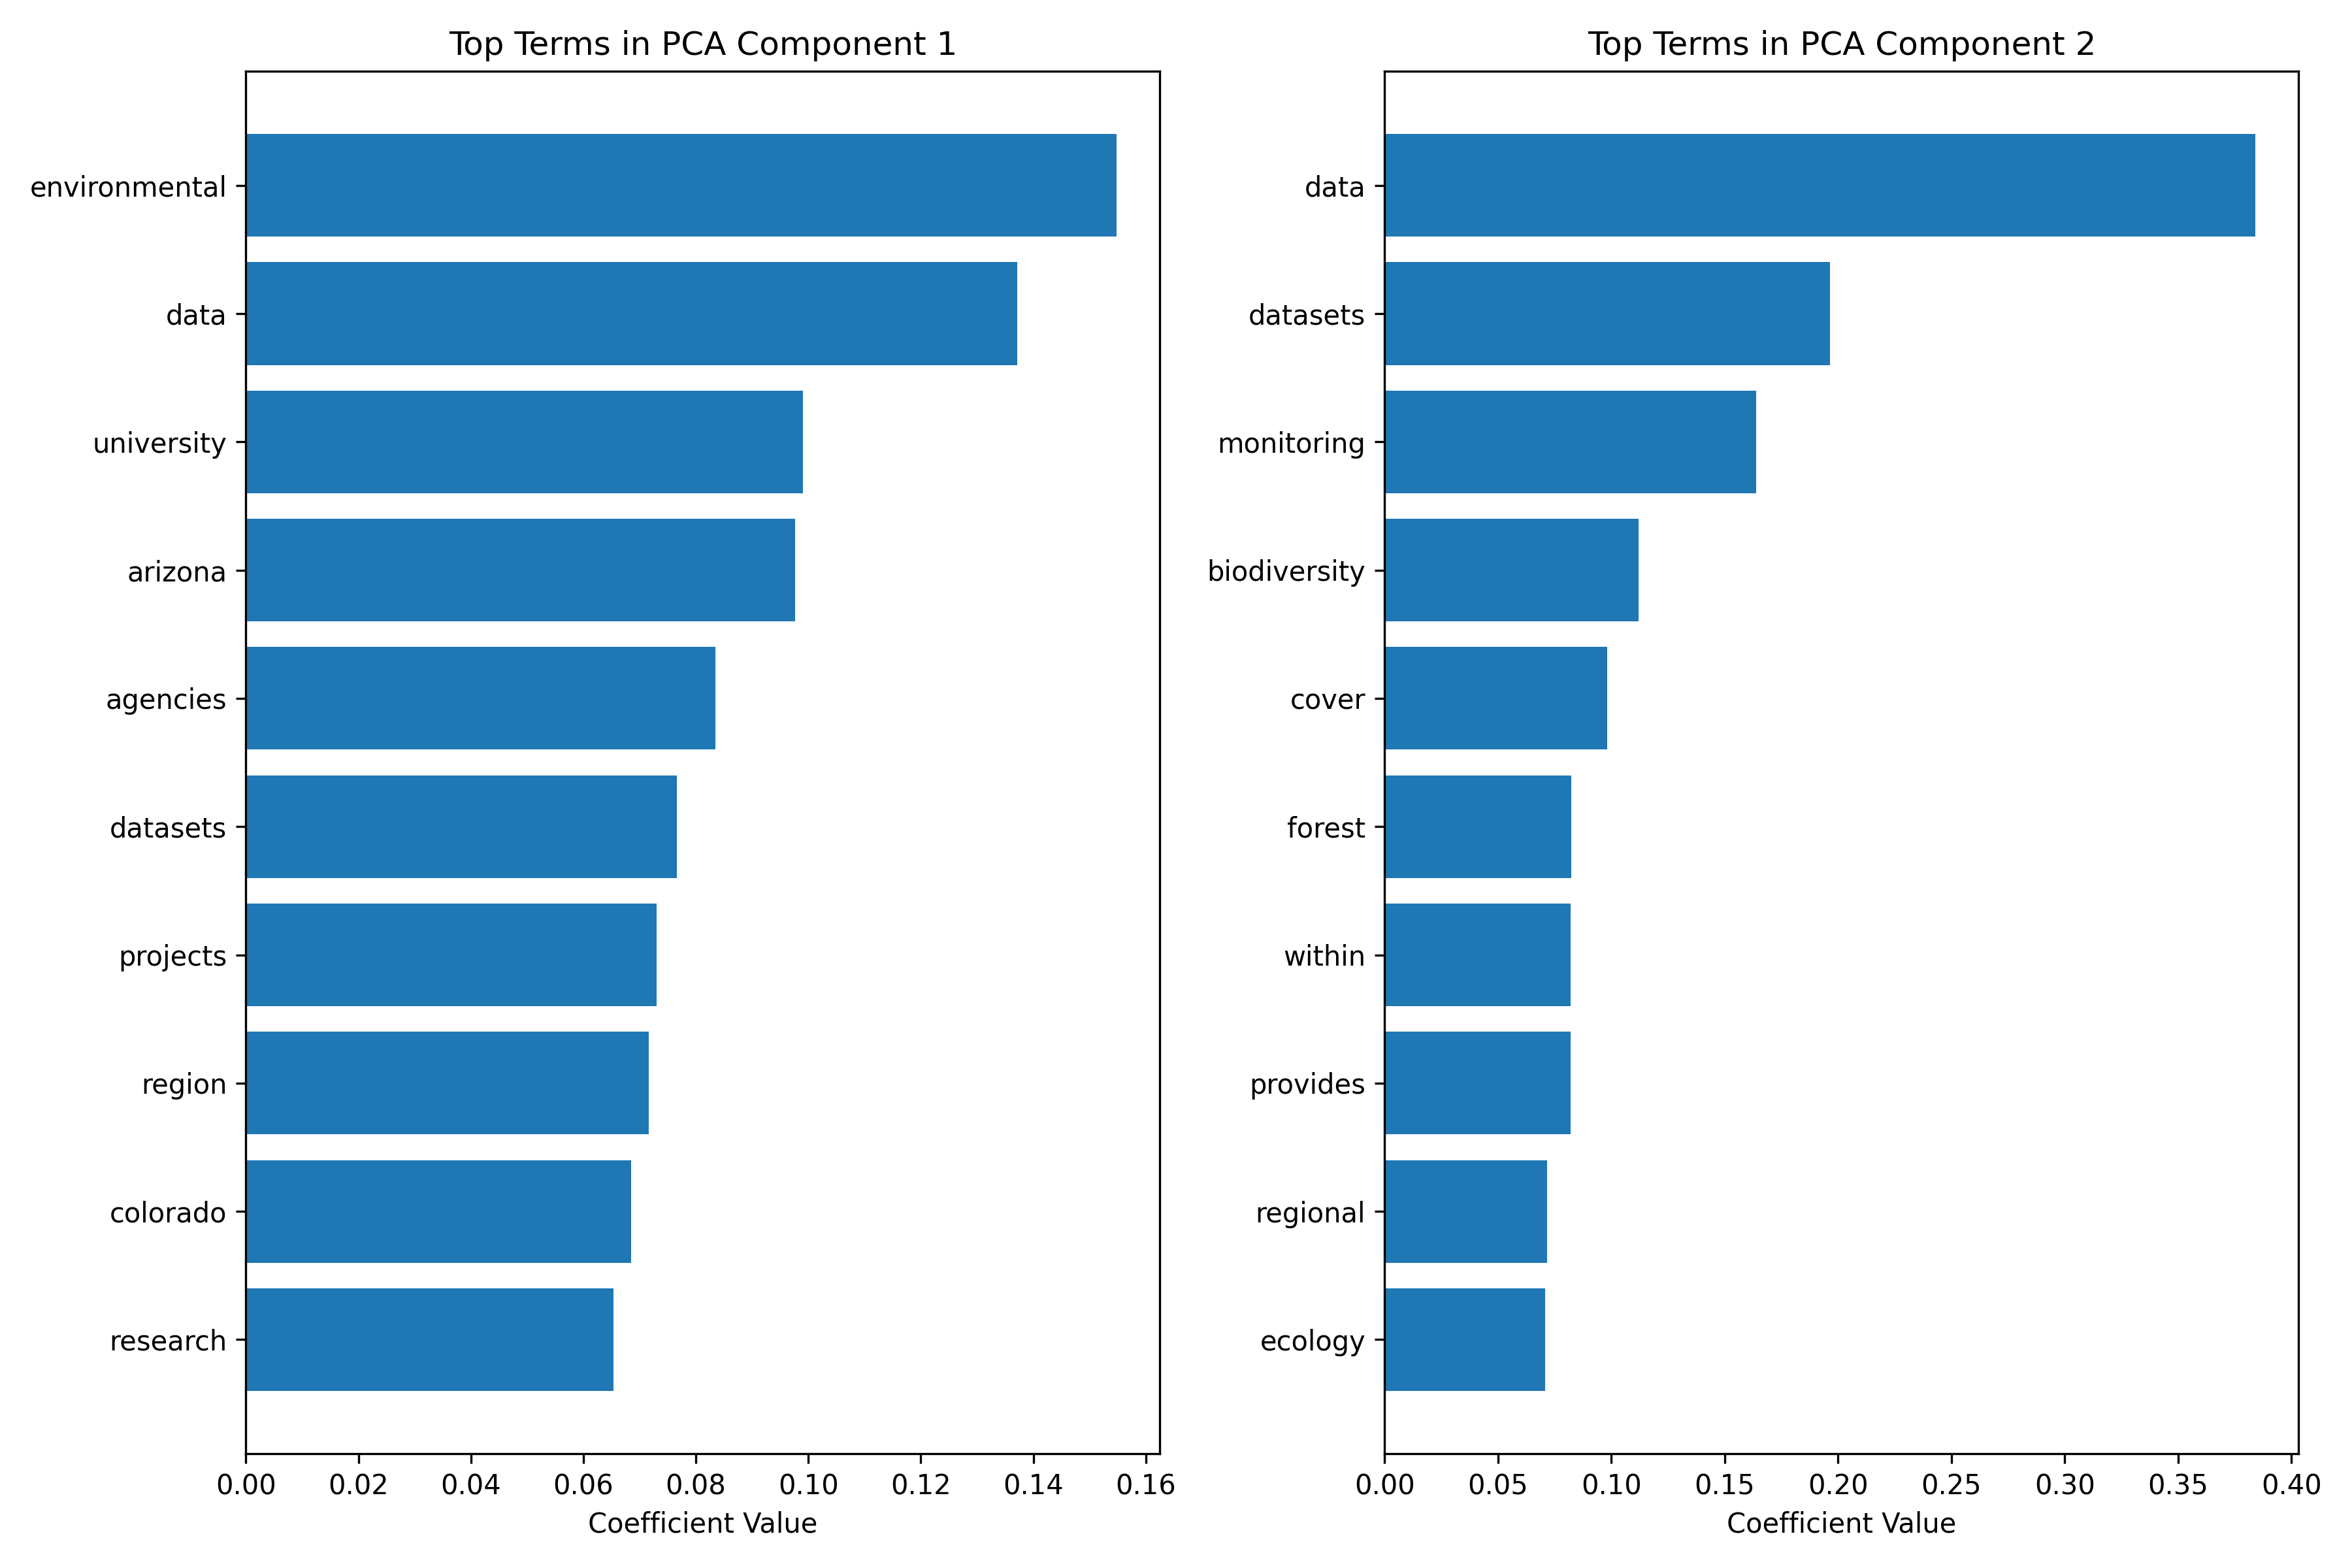 Top Terms in PCA Component 1
environmental
data
university
arizona
agencies
datasets
projects
region
colorado
research
0.00 0.02 0.04 0.06 0.08 0.10 0.12 0.14 0.16
Coefficient Value
Top Terms in PCA Component 2
data
datasets
monitoring
biodiversity
cover
forest
within
provides
regional
ecology
0.00 0.05 0.10 0.15 0.20 0.25 0.30 0.35 0.40
Coefficient Value